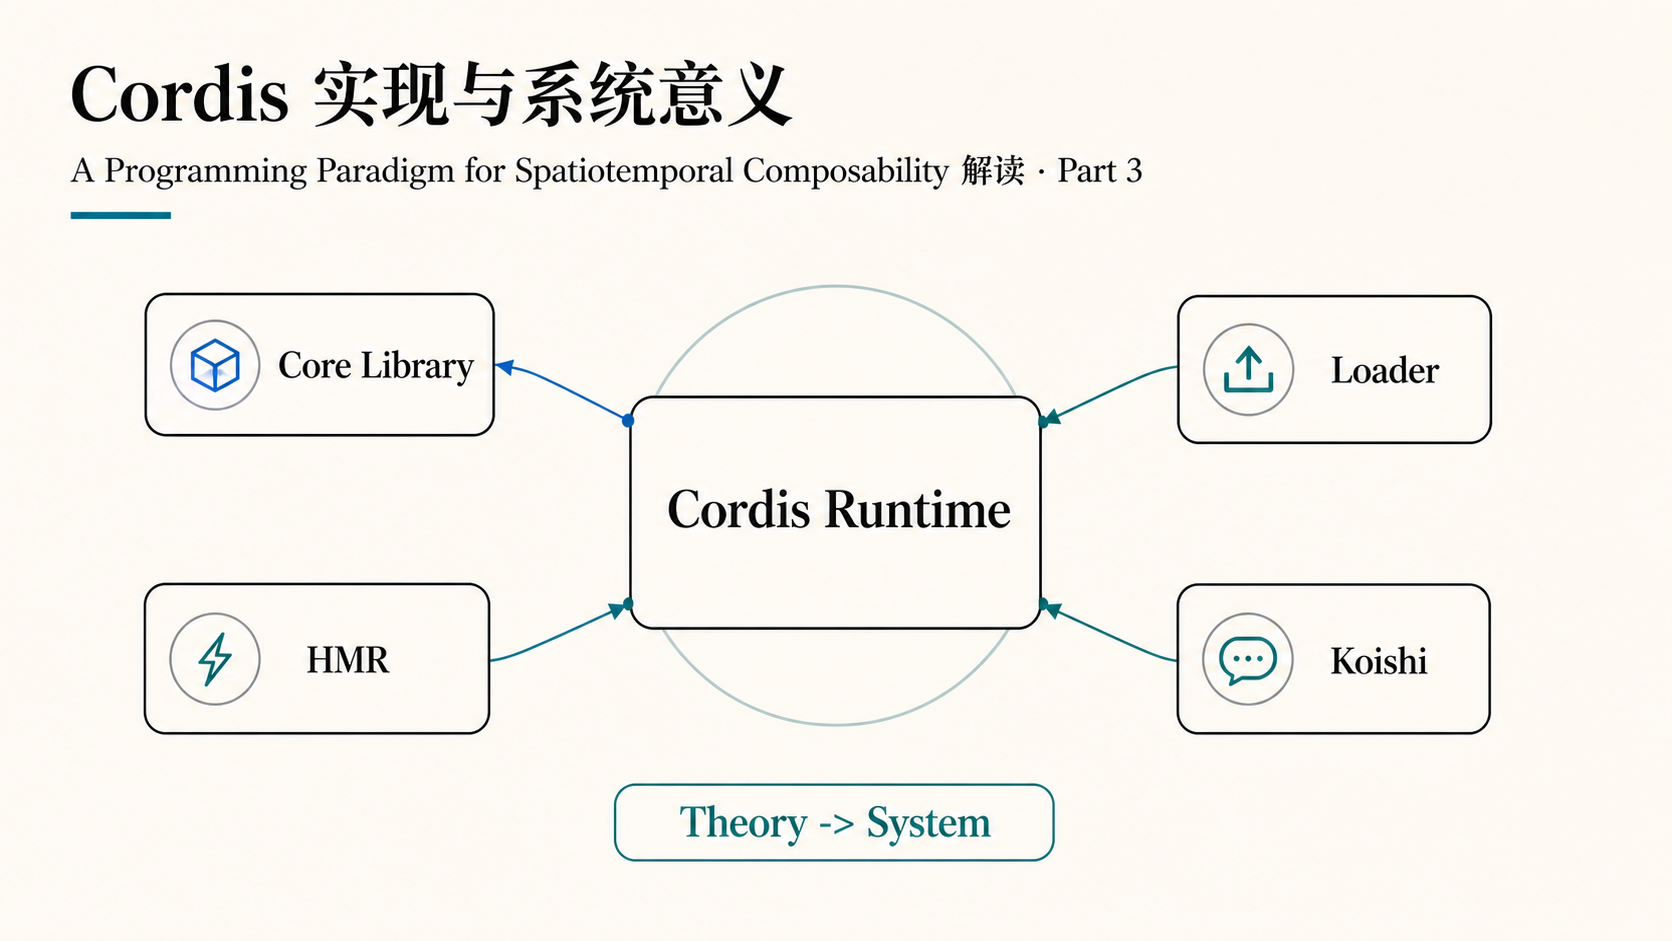 Cordis 实现与系统意义
A Programming Paradigm for Spatiotemporal Composability 解读 · Part 3
Core Library
Loader
Cordis Runtime
HMR
Koishi
Theory -> System